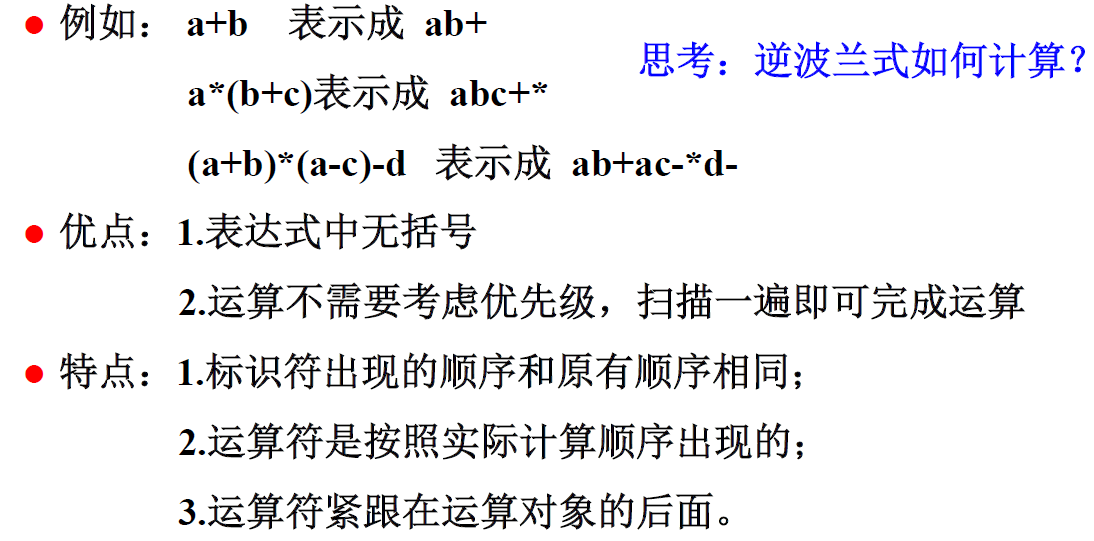 ● 例如： a+b 表示成 ab+
思考：逆波兰式如何计算？
a*(b+c)表示成 abc+*
(a+b)*(a-c)-d 表示成 ab+ac-*d-
● 优点：1.表达式中无括号
2.运算不需要考虑优先级，扫描一遍即可完成运算
● 特点：1.标识符出现的顺序和原有顺序相同；
2.运算符是按照实际计算顺序出现的；
3.运算符紧跟在运算对象的后面。